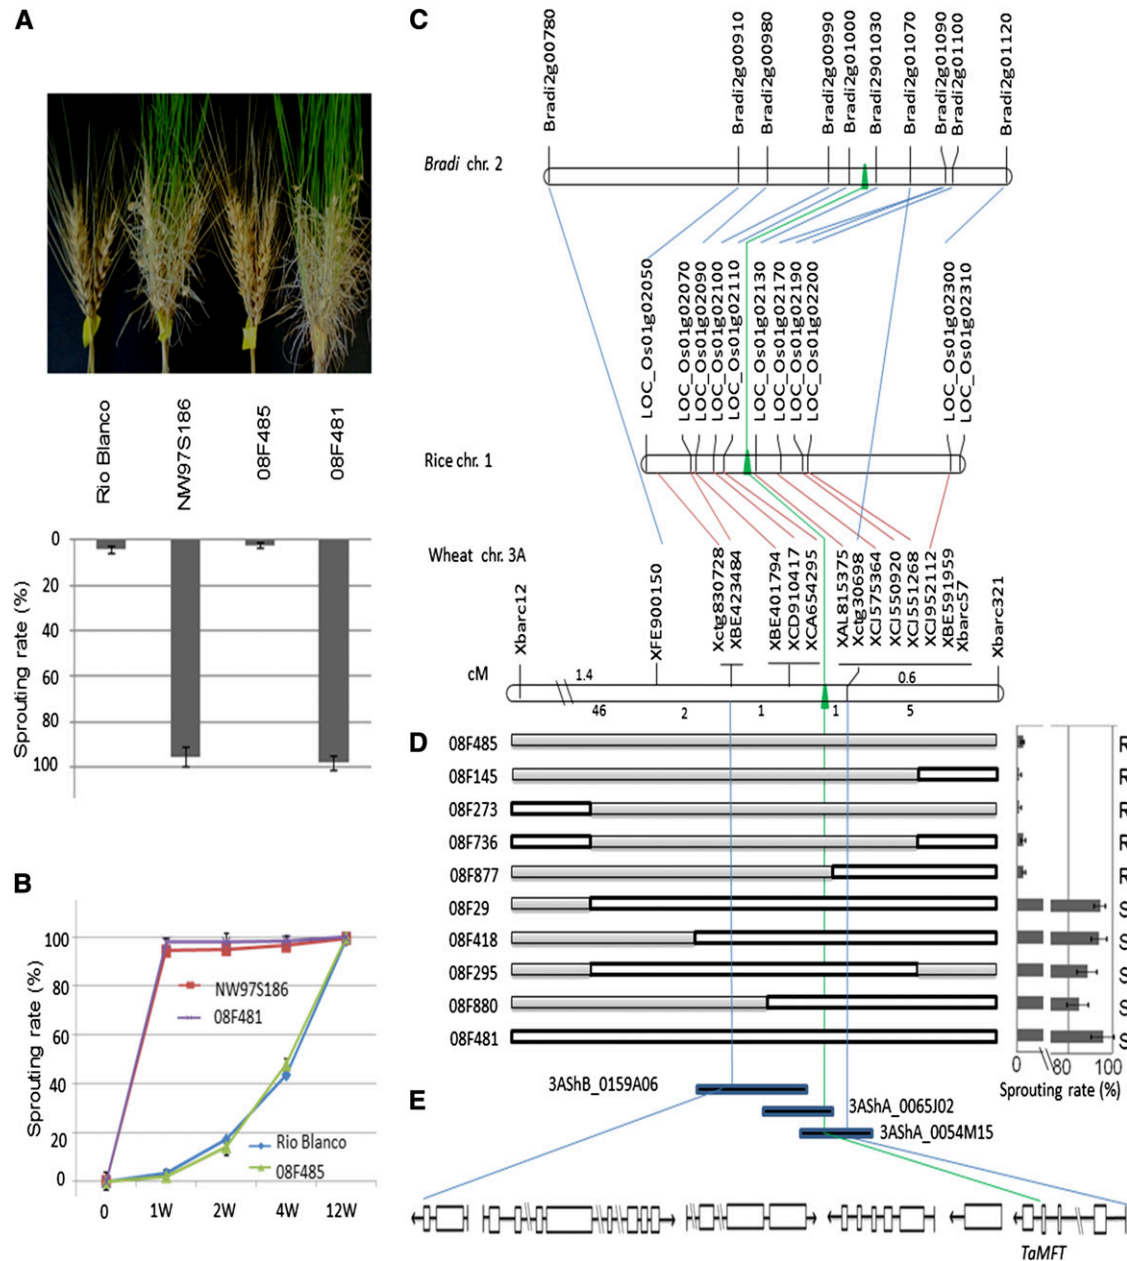 A
Rio Blanco
NW97S186
08F485
08F481
Sprouting rate (%)
0
20
40
60
80
100
B
Sprouting rate (%)
100
80
60
40
20
0
NW97S186
08F481
Rio Blanco
08F485
0 1W 2W 4W 12W
C
Bradi2g00780
Bradi2g00910
Bradi2g00980
Bradi2g00990
Bradi2g01000
Bradi2901030
Bradi2g01070
Bradi2g01090
Bradi2g01100
Bradi2g01120
Bradi chr. 2
LOC_Os01g02050
LOC_Os01g02070
LOC_Os01g02090
LOC_Os01g02100
LOC_Os01g02110
LOC_Os01g02130
LOC_Os01g02170
LOC_Os01g02190
LOC_Os01g02200
LOC_Os01g02300
LOC_Os01g02310
Rice chr. 1
Wheat chr. 3A
Xbarc12
XFE900150
Xctg830728
XBE423484
XBE401794
XCD910417
XCA654295
XAL815375
Xctg30698
XCJ575364
XCJ550920
XCJ551268
XCJ952112
XBE591959
Xbarc57
Xbarc321
cM
1.4 0.6
46 2 1 1 5
D
08F485 R
08F145 R
08F273 R
08F736 R
08F877 R
08F29 S
08F418 S
08F295 S
08F880 S
08F481 S
0 80 100
Sprouting rate (%)
E
3AShB_0159A06
3AShA_0065J02
3AShA_0054M15
TaMFT